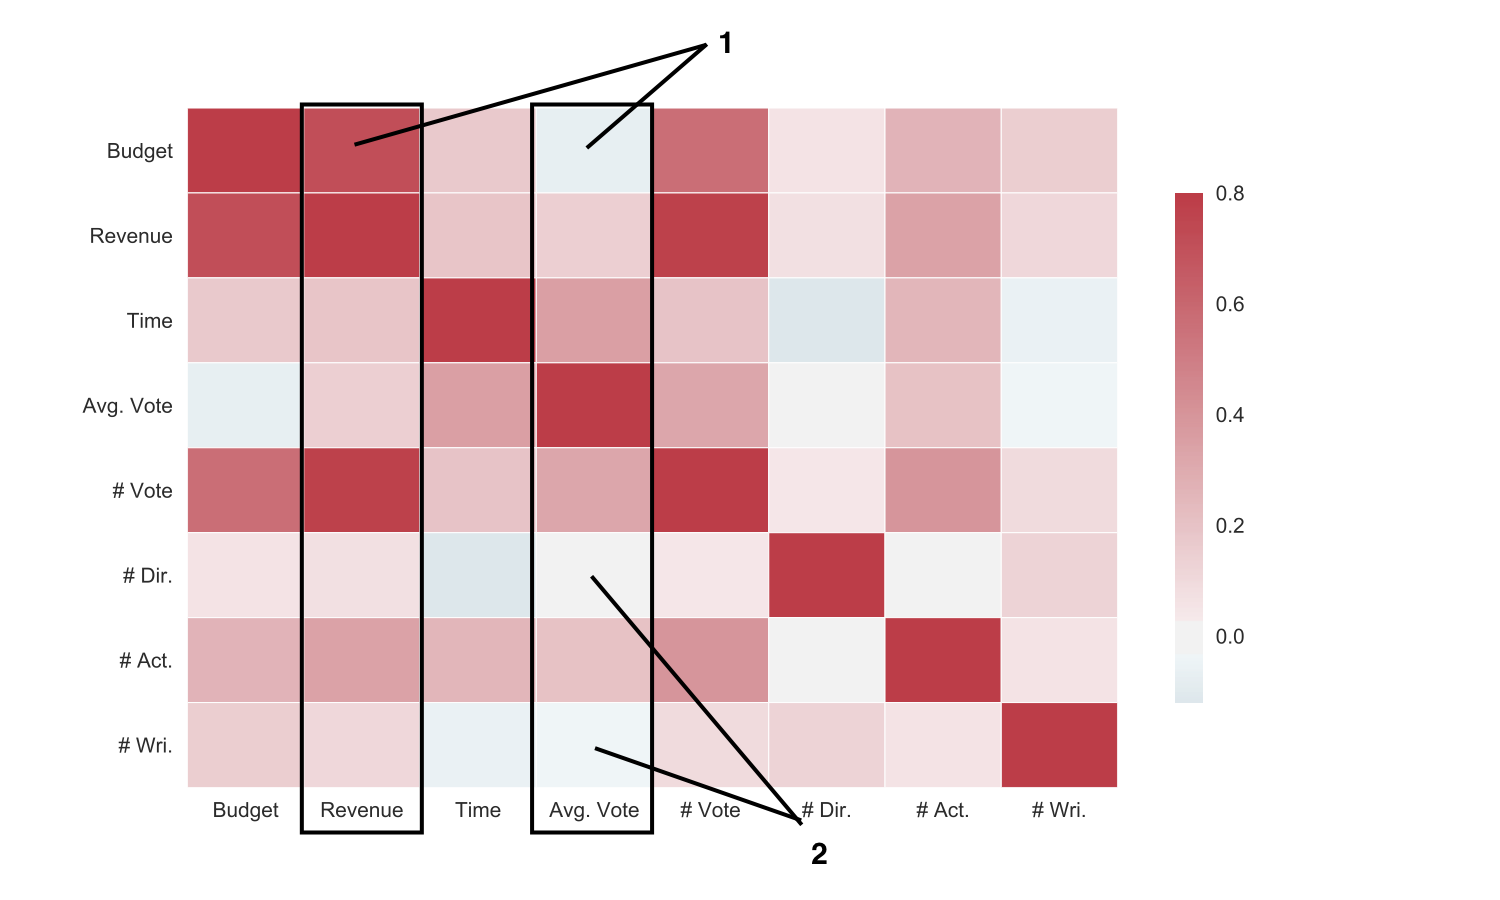 1
Budget
Revenue
Time
Avg. Vote
# Vote
# Dir.
# Act.
# Wri.
0.8
0.6
0.4
0.2
0.0
Budget Revenue Time Avg. Vote # Vote # Dir. # Act. # Wri.
2